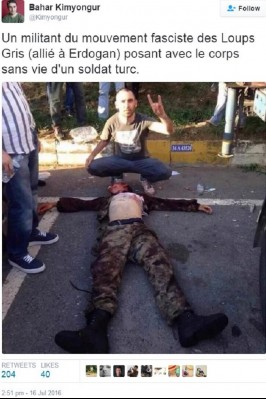 Bahar Kimyongur
@Kimyongur
Follow
Un militant du mouvement fasciste des Loups
Gris (allié à Erdogan) posant avec le corps
sans vie d'un soldat turc.
RETWEETS LIKES
204 40
2:51 pm - 16 Jul 2016